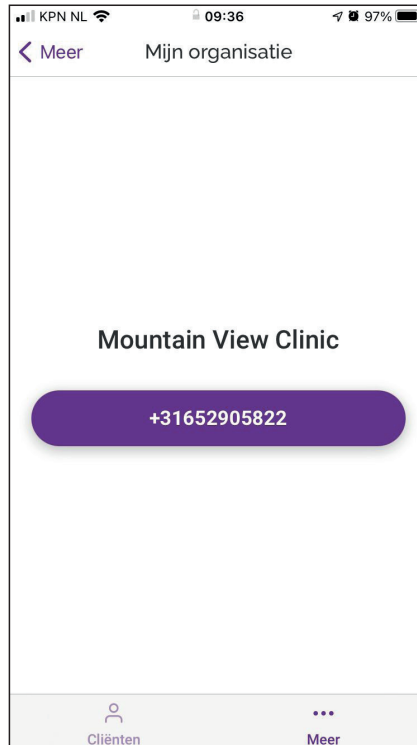 KPN NL 09:36 97%
Meer Mijn organisatie
Mountain View Clinic
+31652905822
Cliënten Meer